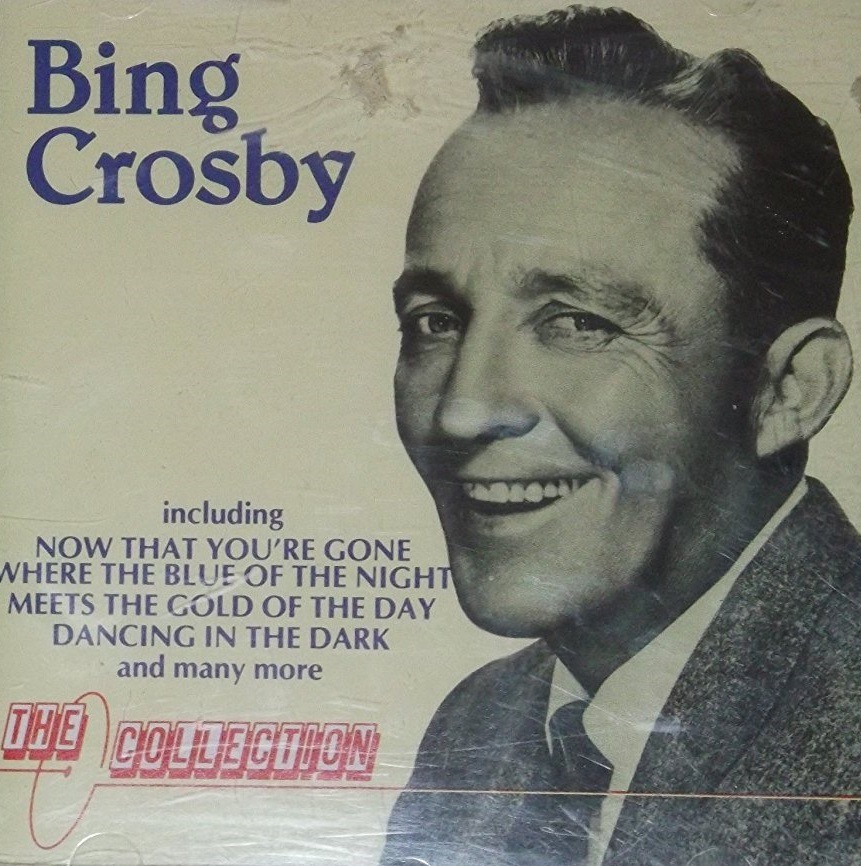 Bing
Crosby
including
NOW THAT YOU'RE GONE
WHERE THE BLUE OF THE NIGHT
MEETS THE GOLD OF THE DAY
DANCING IN THE DARK
and many more
THE COLLECTION